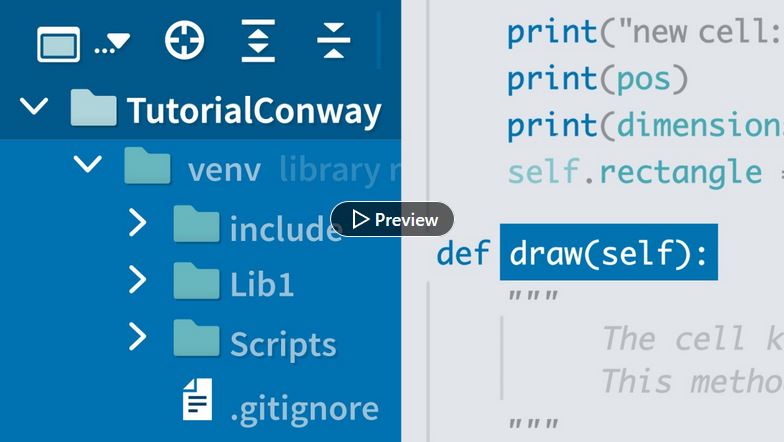 ...
TutorialConway
venv library r
include
Lib1
Scripts
.gitignore
Preview
print("new cell:
print(pos)
print(dimension
self.rectangle =
def draw(self):
"""
The cell k
This metho
"""